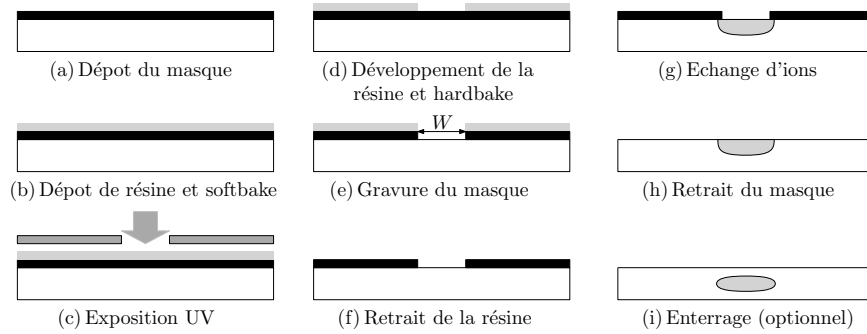 (a) Dépot du masque
(b) Dépot de résine et softbake
(c) Exposition UV
(d) Développement de la
résine et hardbake
W
(e) Gravure du masque
(f) Retrait de la résine
(g) Echange d'ions
(h) Retrait du masque
(i) Enterrage (optionnel)